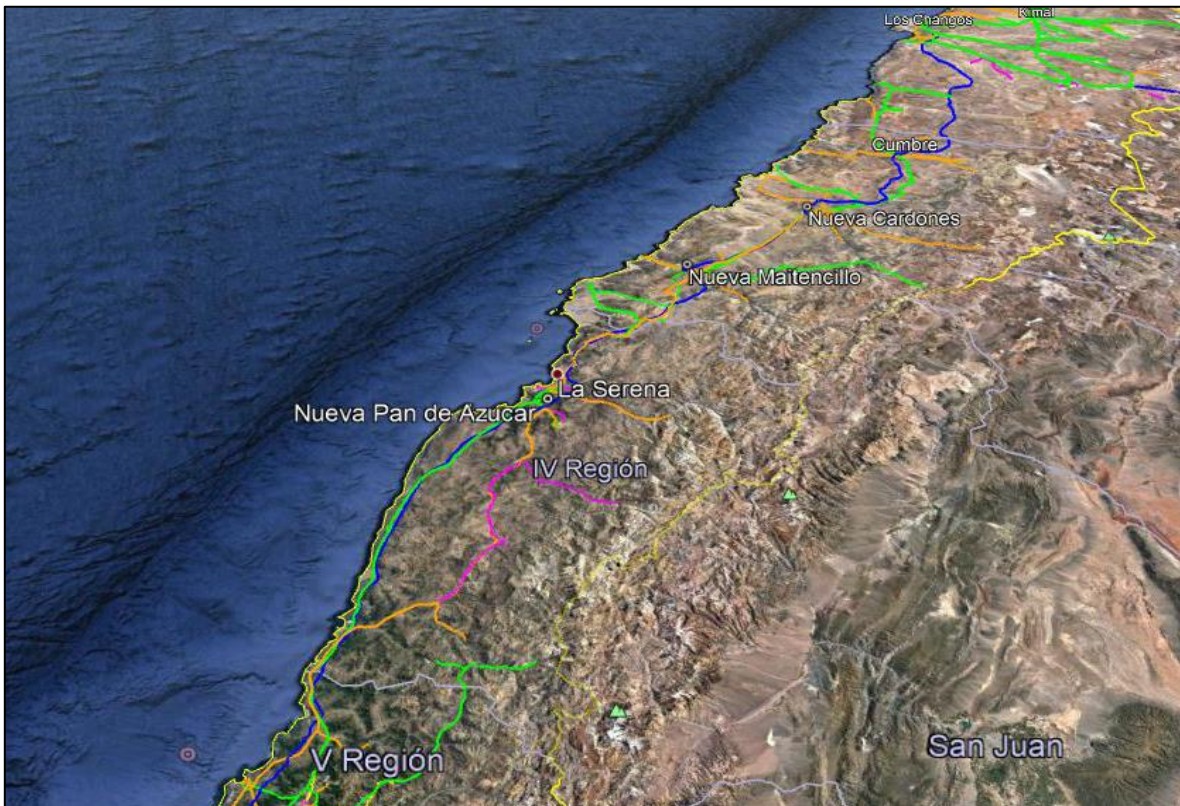 Los Changos
Kimal
Cumbre
Nueva Cardones
Nueva Maitencillo
La Serena
Nueva Pan de Azucar
IV Región
V Región
San Juan